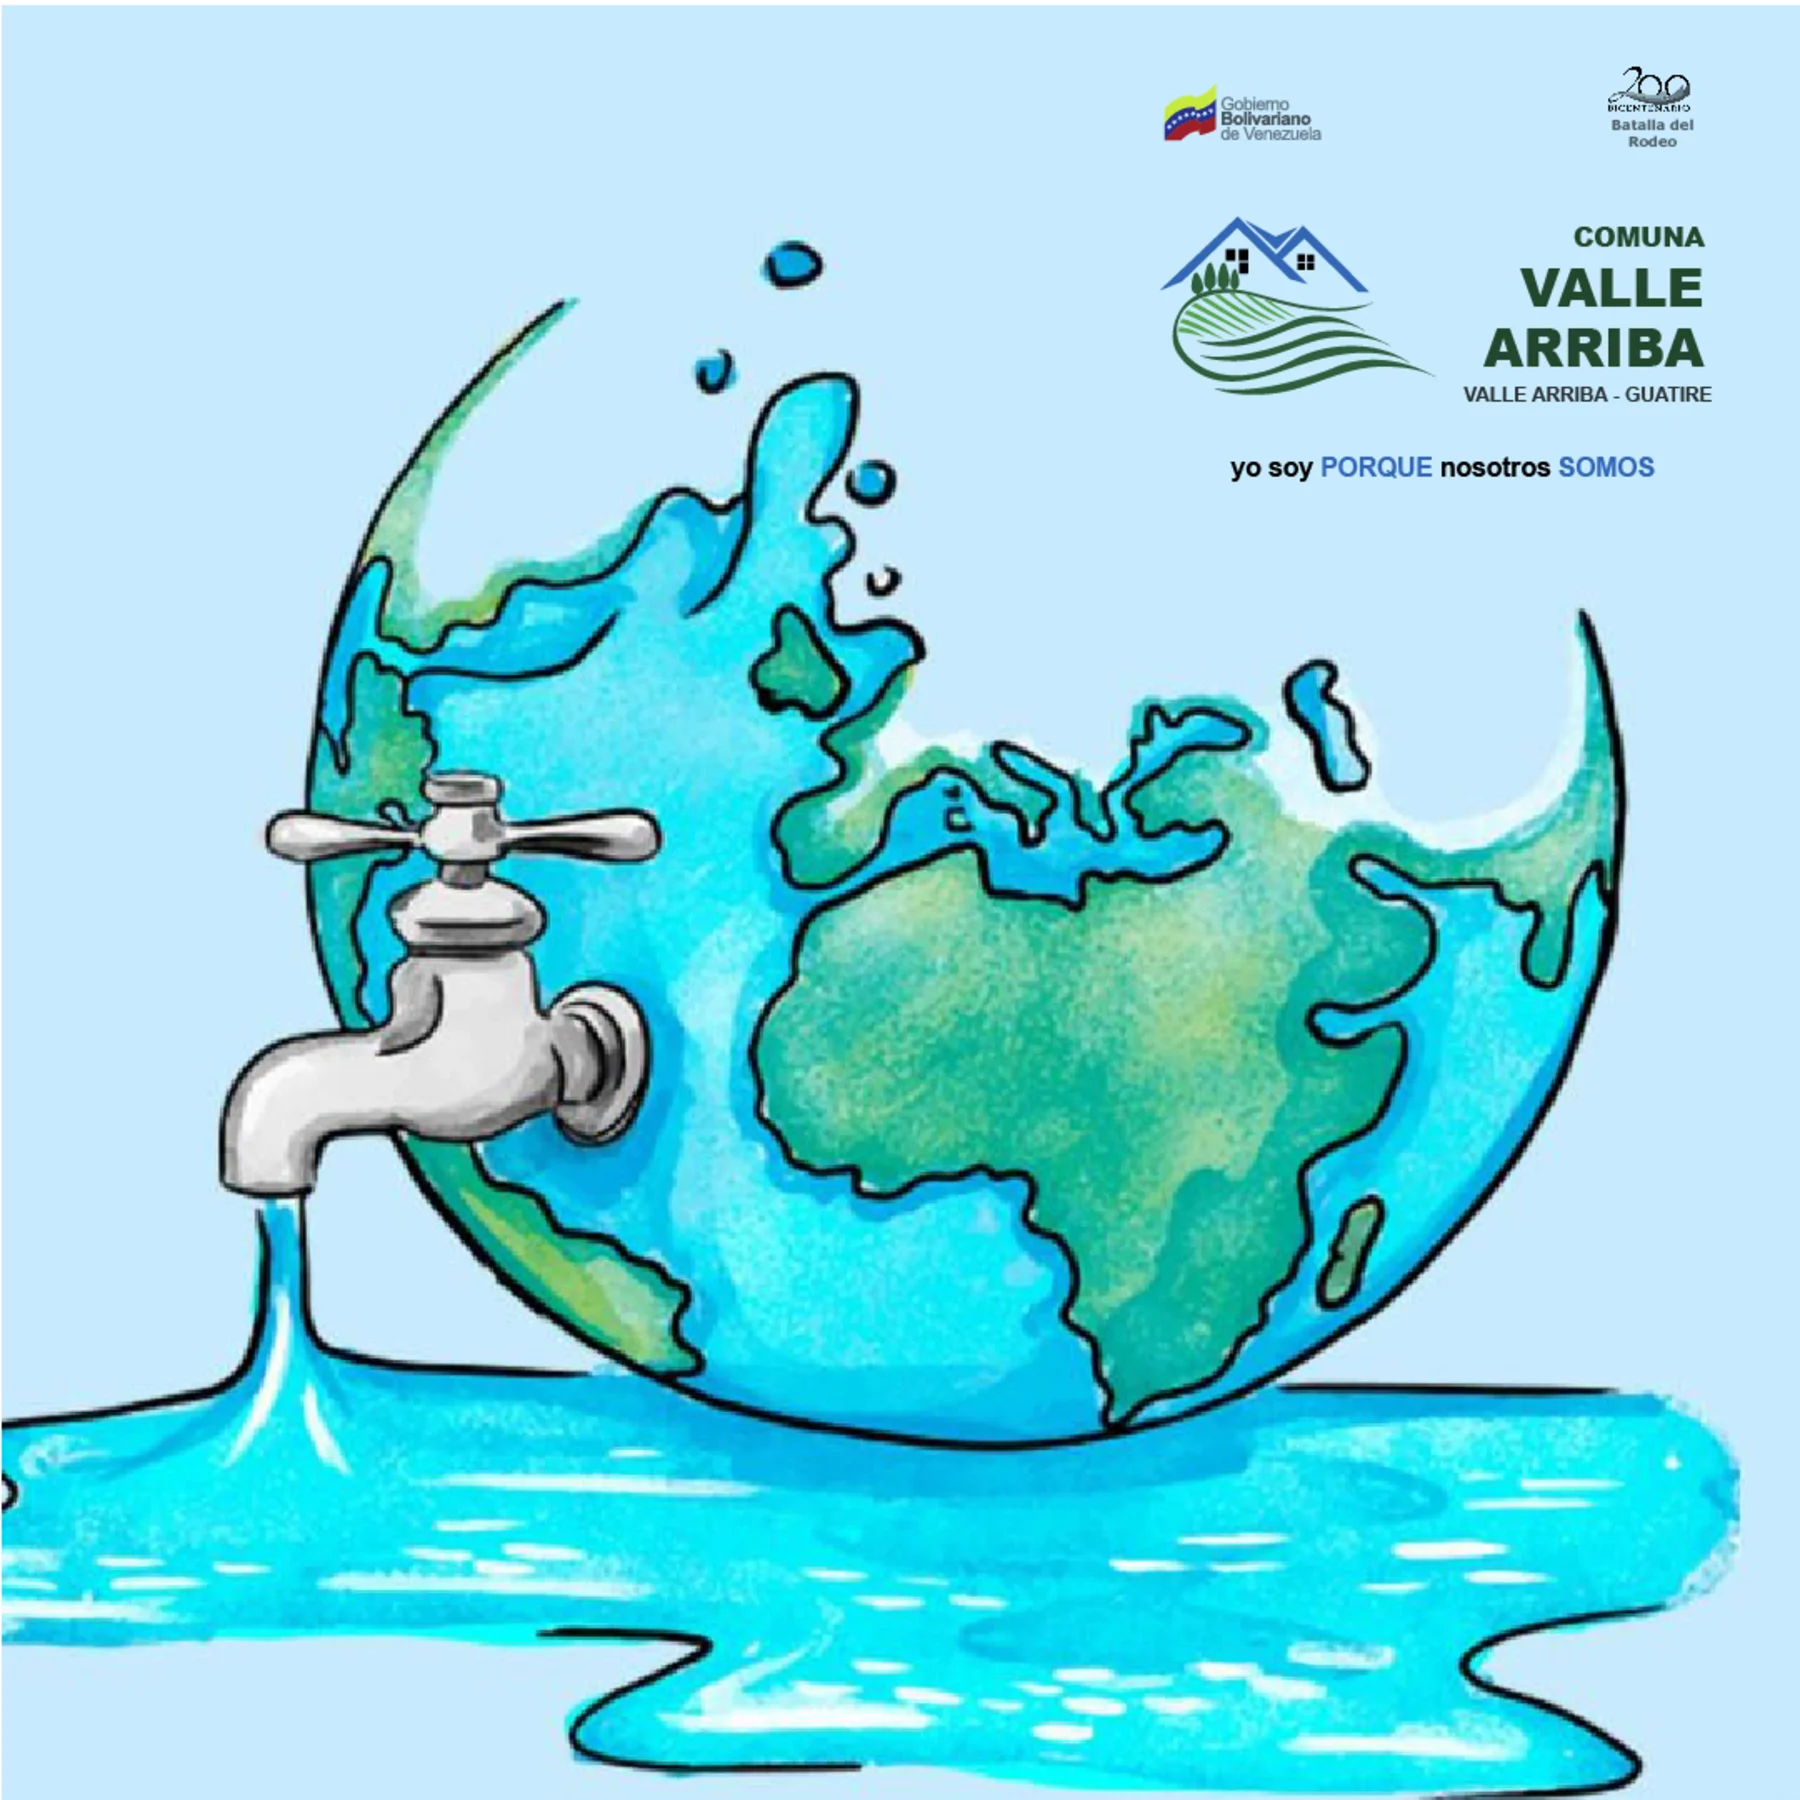 Gobierno
Bolivariano
de Venezuela
200
BICENTENARIO
Batalla del
Rodeo
COMUNA
VALLE
ARRIBA
VALLE ARRIBA - GUATIRE
yo soy PORQUE nosotros SOMOS